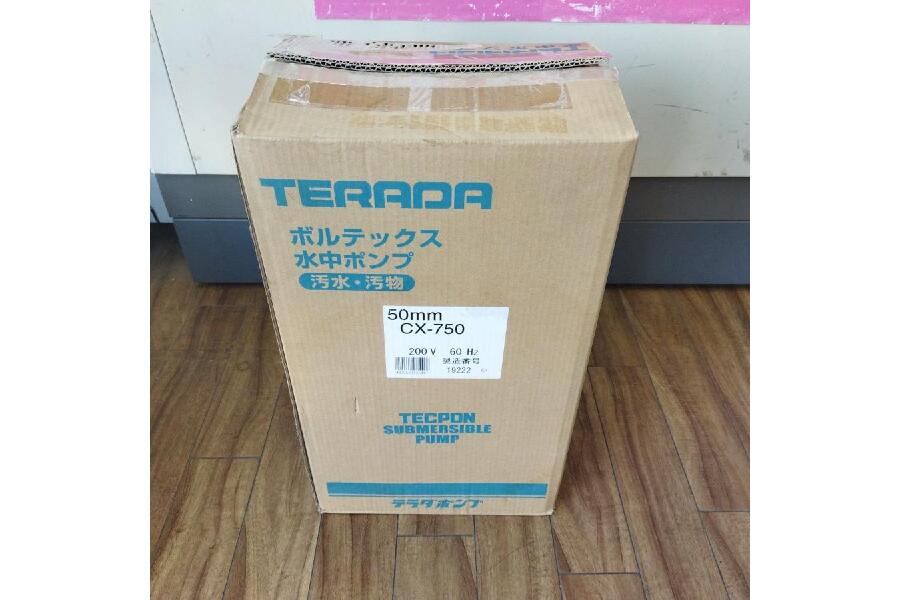 TERADA
ボルテックス
水中ポンプ
汚水・汚物
50mm
CX-750
200V 60Hz
製造番号
19222
TECPON
SUBMERSIBLE
PUMP
テラダポンプ